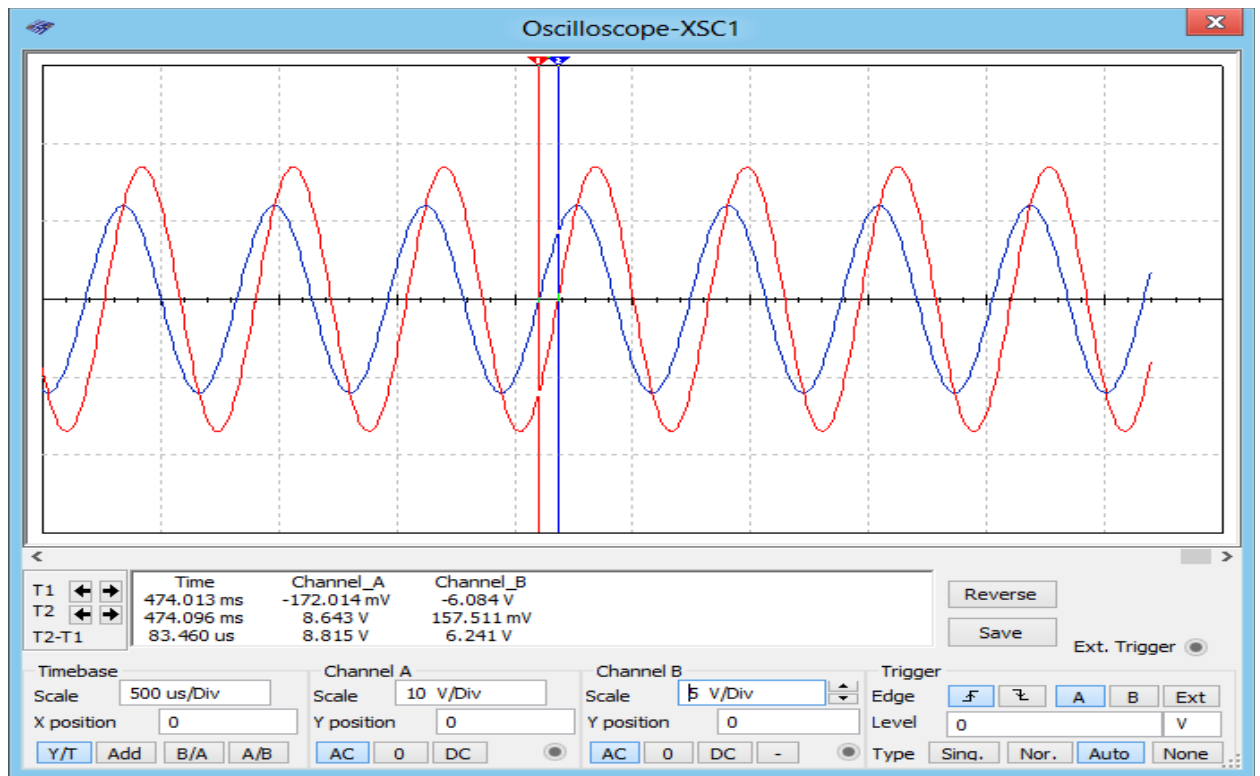 Oscilloscope-XSC1
1 2
Time Channel_A Channel_B
T1 474.013 ms -172.014 mV -6.084 V
T2 474.096 ms 8.643 V 157.511 mV
T2-T1 83.460 us 8.815 V 6.241 V
Reverse
Save
Ext. Trigger
Timebase
Scale 500 us/Div
X position 0
Y/T Add B/A A/B
Channel A
Scale 10 V/Div
Y position 0
AC 0 DC
Channel B
Scale 5 V/Div
Y position 0
AC 0 DC -
Trigger
Edge A B Ext
Level 0 V
Type Sing. Nor. Auto None